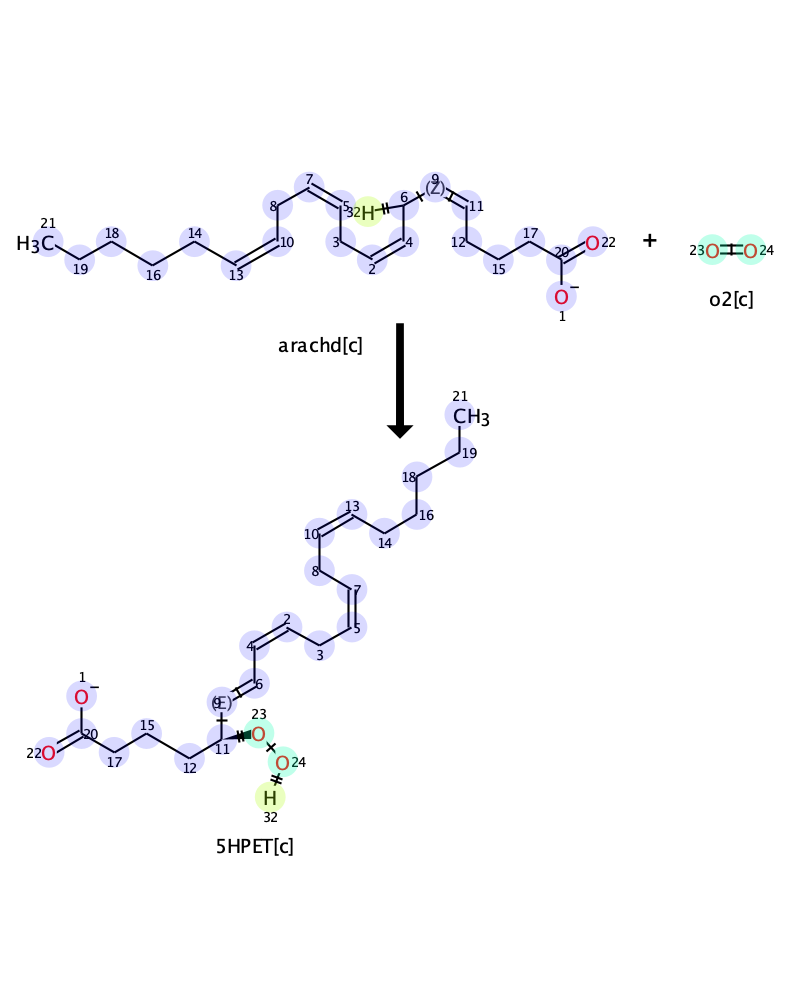 7 9
8 5 32 H 6 (Z) 11
21
H3C 18 14 10 3 4 12 17 O 22 + 23 O O 24
19 16 13 2 15 20
O−
1
o2[c]
arachd[c]
21
CH3
19
18
13 16
10 14
8
7
2 5
4 3
6
1 9 (E)
O− 23
20 15 O
22 O 17 12 11
O 24
H
32
5HPET[c]